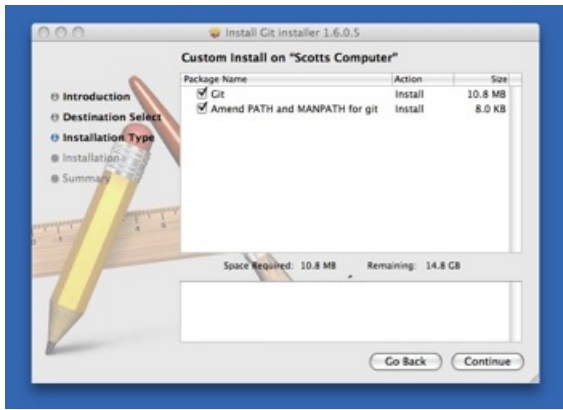 Install Git installer 1.6.0.5
Custom Install on "Scotts Computer"
Package Name Action Size
Git Install 10.8 MB
Amend PATH and MANPATH for git Install 8.0 KB
Introduction
Destination Select
Installation Type
Installation
Summary
Space Required: 10.8 MB Remaining: 14.8 GB
Go Back Continue